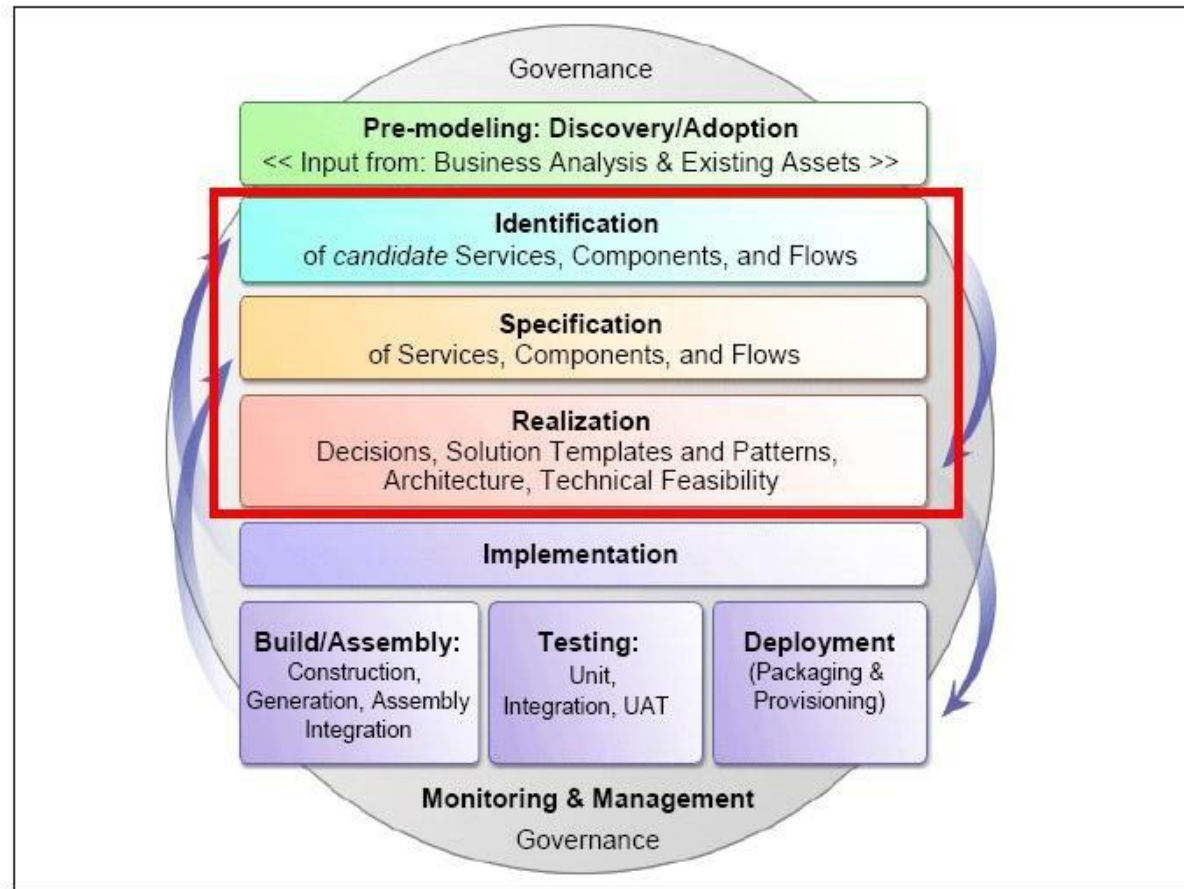 Governance
Pre-modeling: Discovery/Adoption
<< Input from: Business Analysis & Existing Assets >>
Identification
of candidate Services, Components, and Flows
Specification
of Services, Components, and Flows
Realization
Decisions, Solution Templates and Patterns,
Architecture, Technical Feasibility
Implementation
Build/Assembly:
Construction,
Generation, Assembly
Integration
Testing:
Unit,
Integration, UAT
Deployment
(Packaging &
Provisioning)
Monitoring & Management
Governance